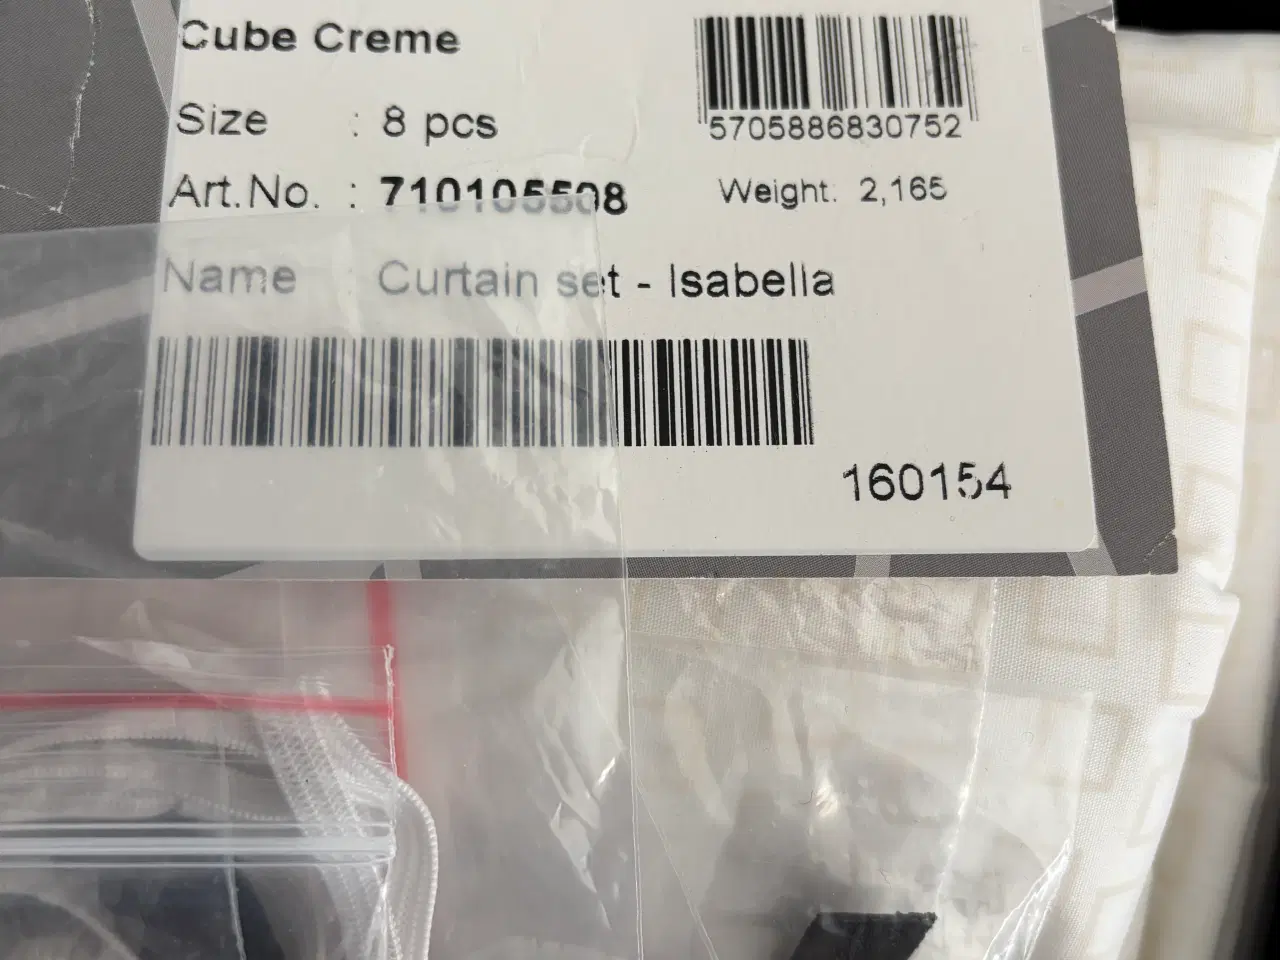 Cube Creme
Size : 8 pcs
5705886830752
Art.No. : 710105508
Weight: 2,165
Name : Curtain set - Isabella
160154